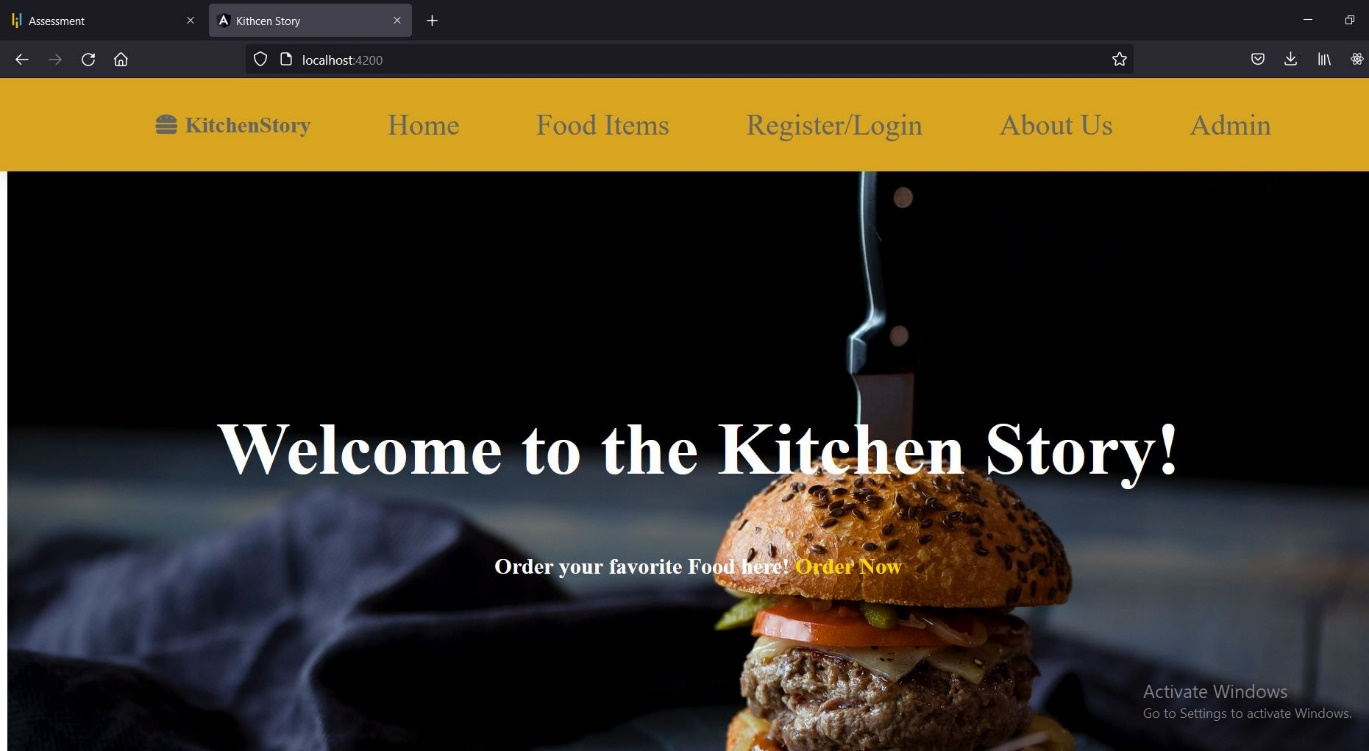 Assessment
Kithcen Story
localhost:4200
KitchenStory Home Food Items Register/Login About Us Admin
Welcome to the Kitchen Story!
Order your favorite Food here! Order Now
Activate Windows
Go to Settings to activate Windows.